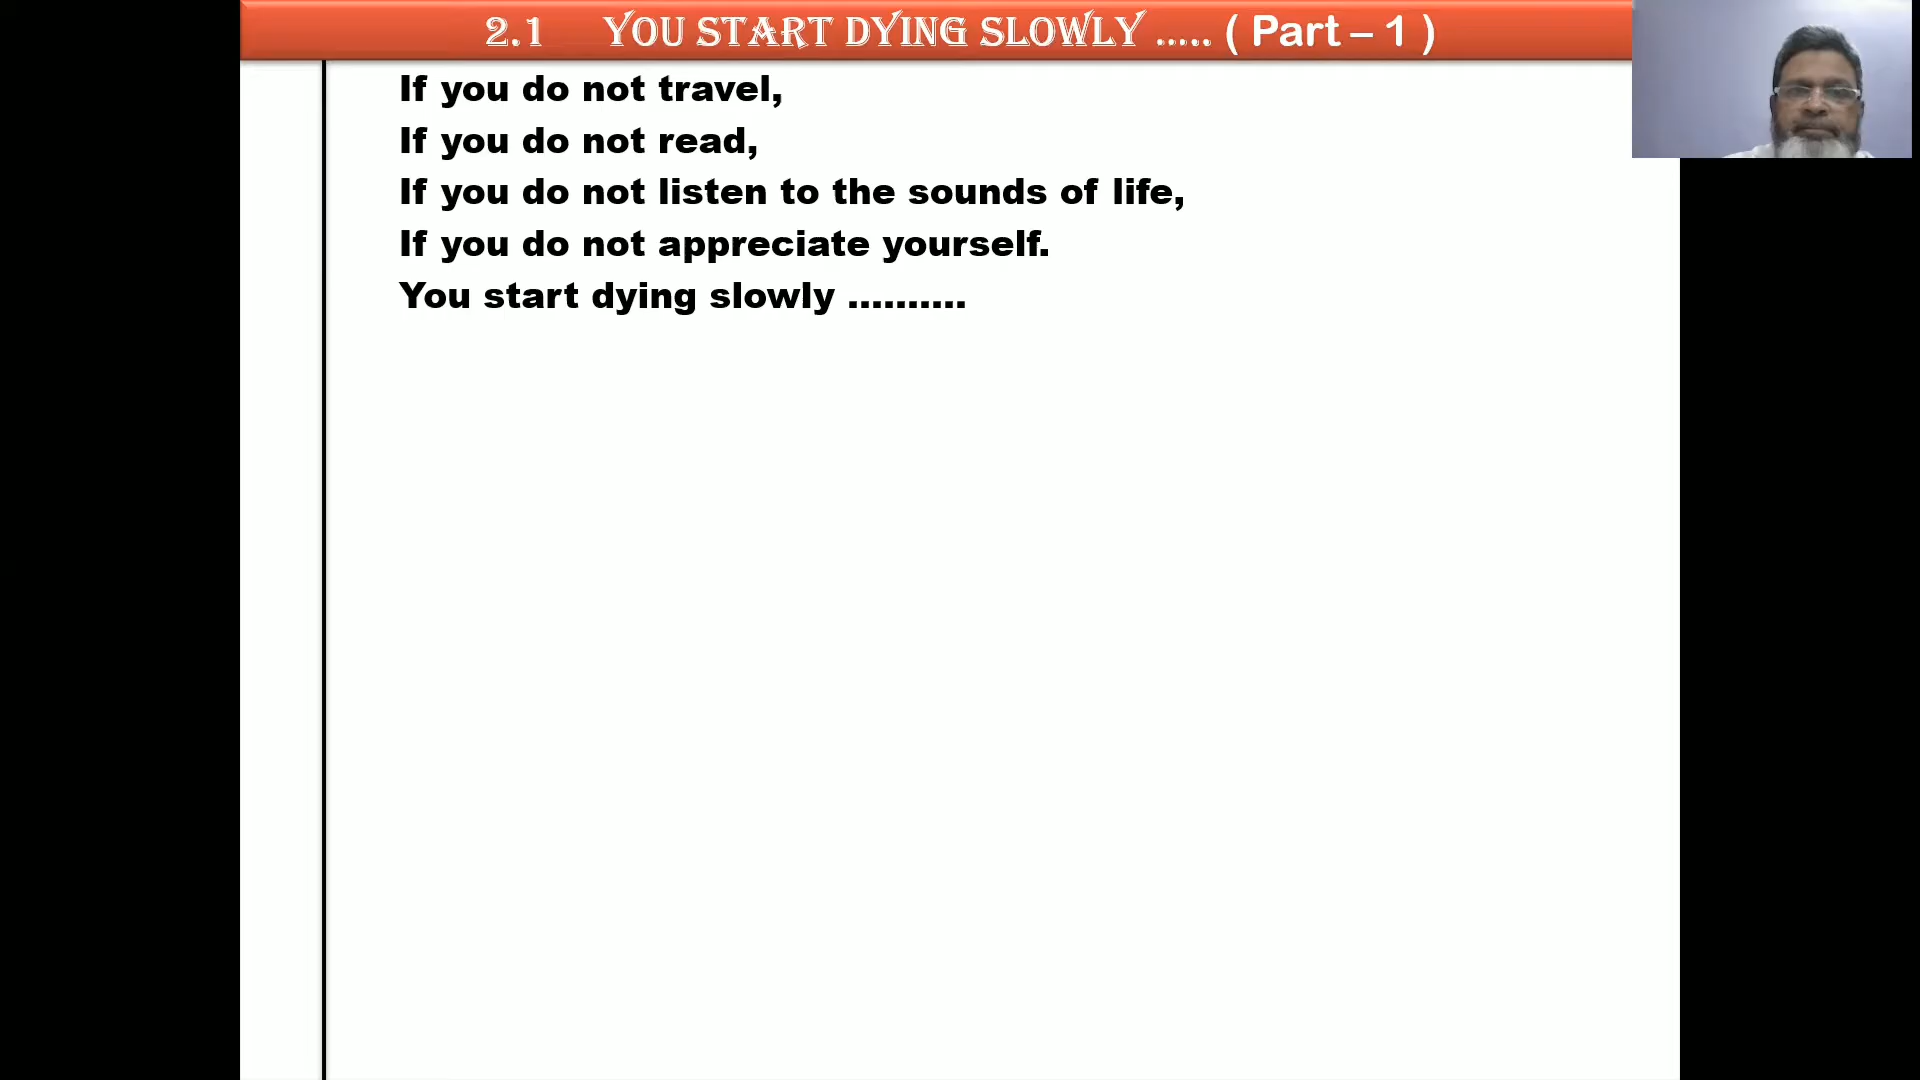 2.1 YOU START DYING SLOWLY ..... ( Part – 1 )
If you do not travel,
If you do not read,
If you do not listen to the sounds of life,
If you do not appreciate yourself.
You start dying slowly ..........